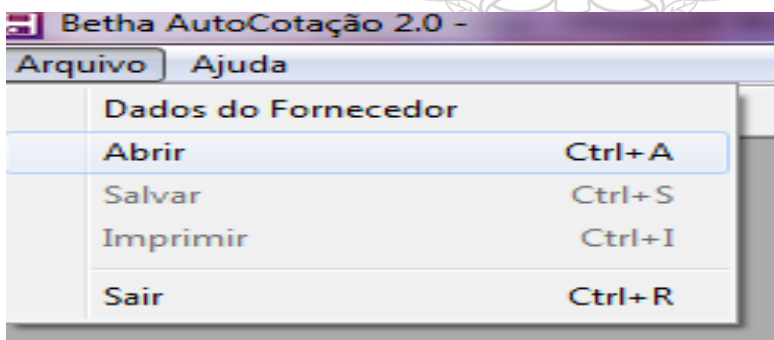 Betha AutoCotação 2.0 -
Arquivo Ajuda
Dados do Fornecedor
Abrir Ctrl+A
Salvar Ctrl+S
Imprimir Ctrl+I
Sair Ctrl+R